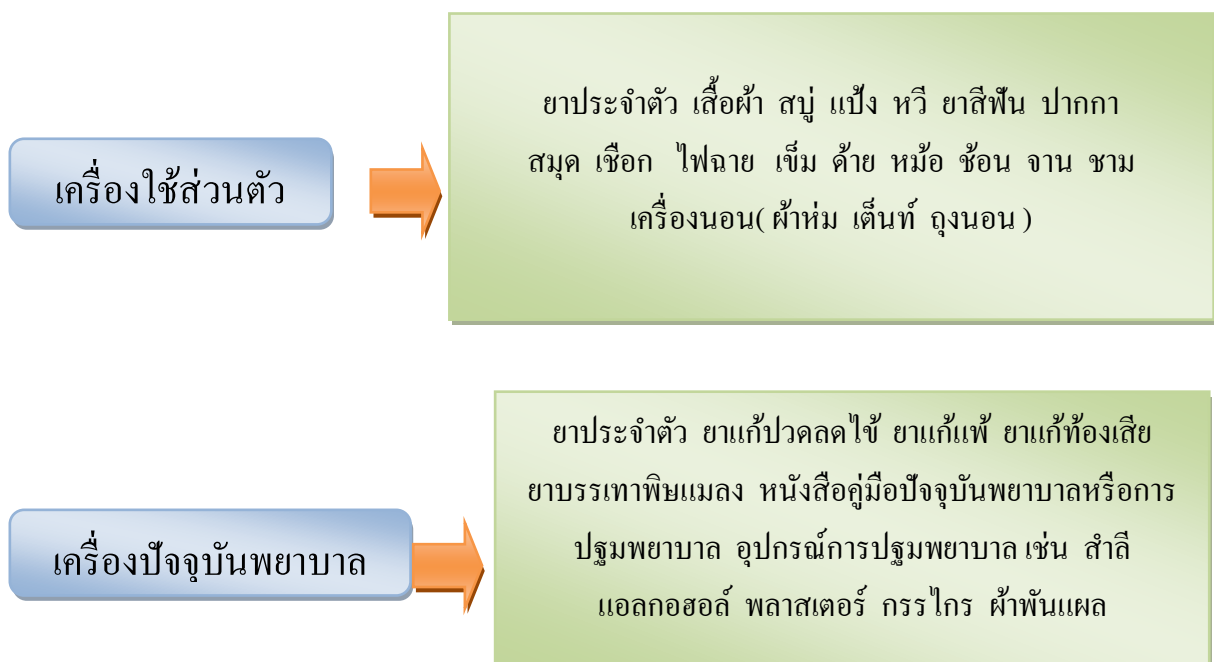 เครื่องใช้ส่วนตัว
ยาประจำตัว เสื้อผ้า สบู่ แป้ง หวี ยาสีฟัน ปากกา
สมุด เชือก ไฟฉาย เข็ม ด้าย หม้อ ช้อน จาน ชาม
เครื่องนอน( ผ้าห่ม เต็นท์ ถุงนอน )
เครื่องปัจจุบันพยาบาล
ยาประจำตัว ยาแก้ปวดลดไข้ ยาแก้แพ้ ยาแก้ท้องเสีย
ยาบรรเทาพิษแมลง หนังสือคู่มือปัจจุบันพยาบาลหรือการ
ปฐมพยาบาล อุปกรณ์การปฐมพยาบาล เช่น สำลี
แอลกอฮอล์ พลาสเตอร์ กรรไกร ผ้าพันแผล